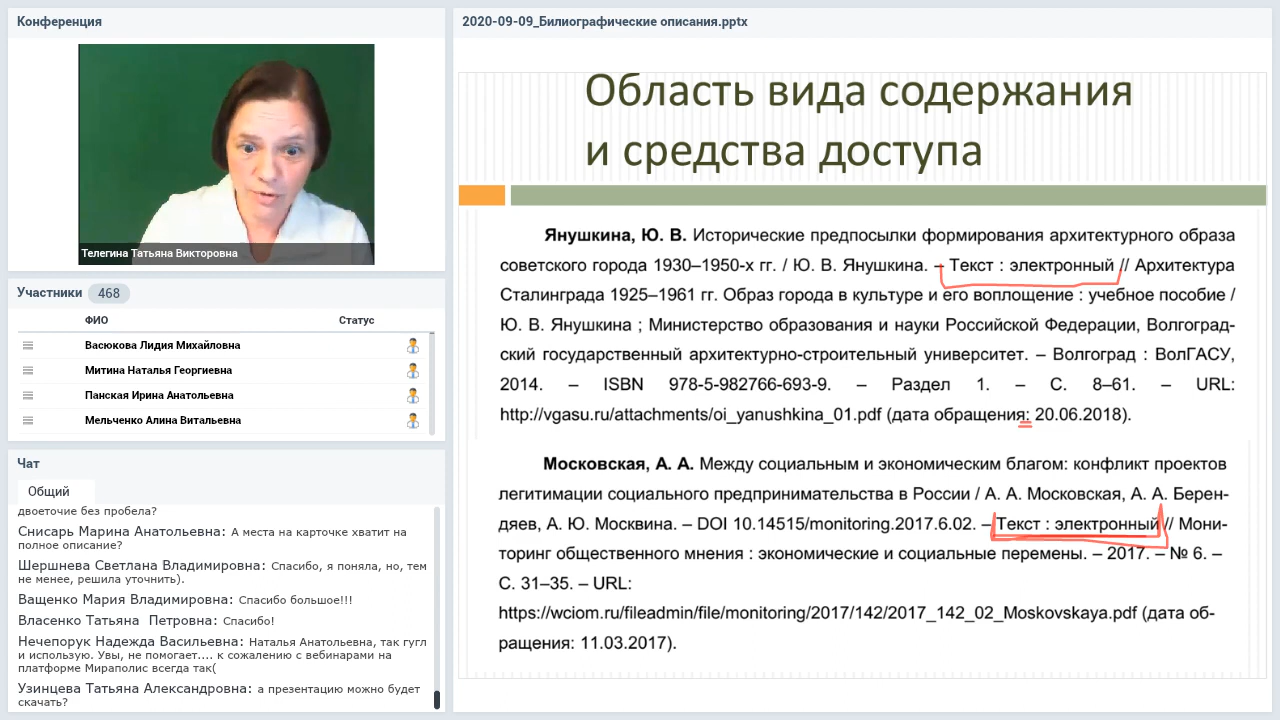 Конференция
Телегина Татьяна Викторовна
Участники 468
ФИО Статус
Васюкова Лидия Михайловна
Митина Наталья Георгиевна
Панская Ирина Анатольевна
Мельченко Алина Витальевна
Чат
Общий
двоеточие без пробела?
Снисарь Марина Анатольевна: А места на карточке хватит на
полное описание?
Шершнева Светлана Владимировна: Спасибо, я поняла, но, тем
не менее, решила уточнить).
Ващенко Мария Владимировна: Спасибо большое!!!
Власенко Татьяна Петровна: Спасибо!
Нечепорук Надежда Васильевна: Наталья Анатольевна, так гугл
и использую. Увы, не помогает.... к сожалению с вебинарами на
платформе Мираполис всегда так(
Узинцева Татьяна Александровна: а презентацию можно будет
скачать?
2020-09-09_Билиографические описания.pptx
Область вида содержания
и средства доступа
Янушкина, Ю. В. Исторические предпосылки формирования архитектурного образа
советского города 1930–1950-х гг. / Ю. В. Янушкина. – Текст : электронный // Архитектура
Сталинграда 1925–1961 гг. Образ города в культуре и его воплощение : учебное пособие /
Ю. В. Янушкина ; Министерство образования и науки Российской Федерации, Волгоград-
ский государственный архитектурно-строительный университет. – Волгоград : ВолГАСУ,
2014. – ISBN 978-5-982766-693-9. – Раздел 1. – С. 8–61. – URL:
http://vgasu.ru/attachments/oi_yanushkina_01.pdf (дата обращения: 20.06.2018).
Московская, А. А. Между социальным и экономическим благом: конфликт проектов
легитимации социального предпринимательства в России / А. А. Московская, А. А. Берен-
дяев, А. Ю. Москвина. – DOI 10.14515/monitoring.2017.6.02. – Текст : электронный // Мони-
торинг общественного мнения : экономические и социальные перемены. – 2017. – № 6. –
С. 31–35. – URL:
https://wciom.ru/fileadmin/file/monitoring/2017/142/2017_142_02_Moskovskaya.pdf (дата об-
ращения: 11.03.2017).